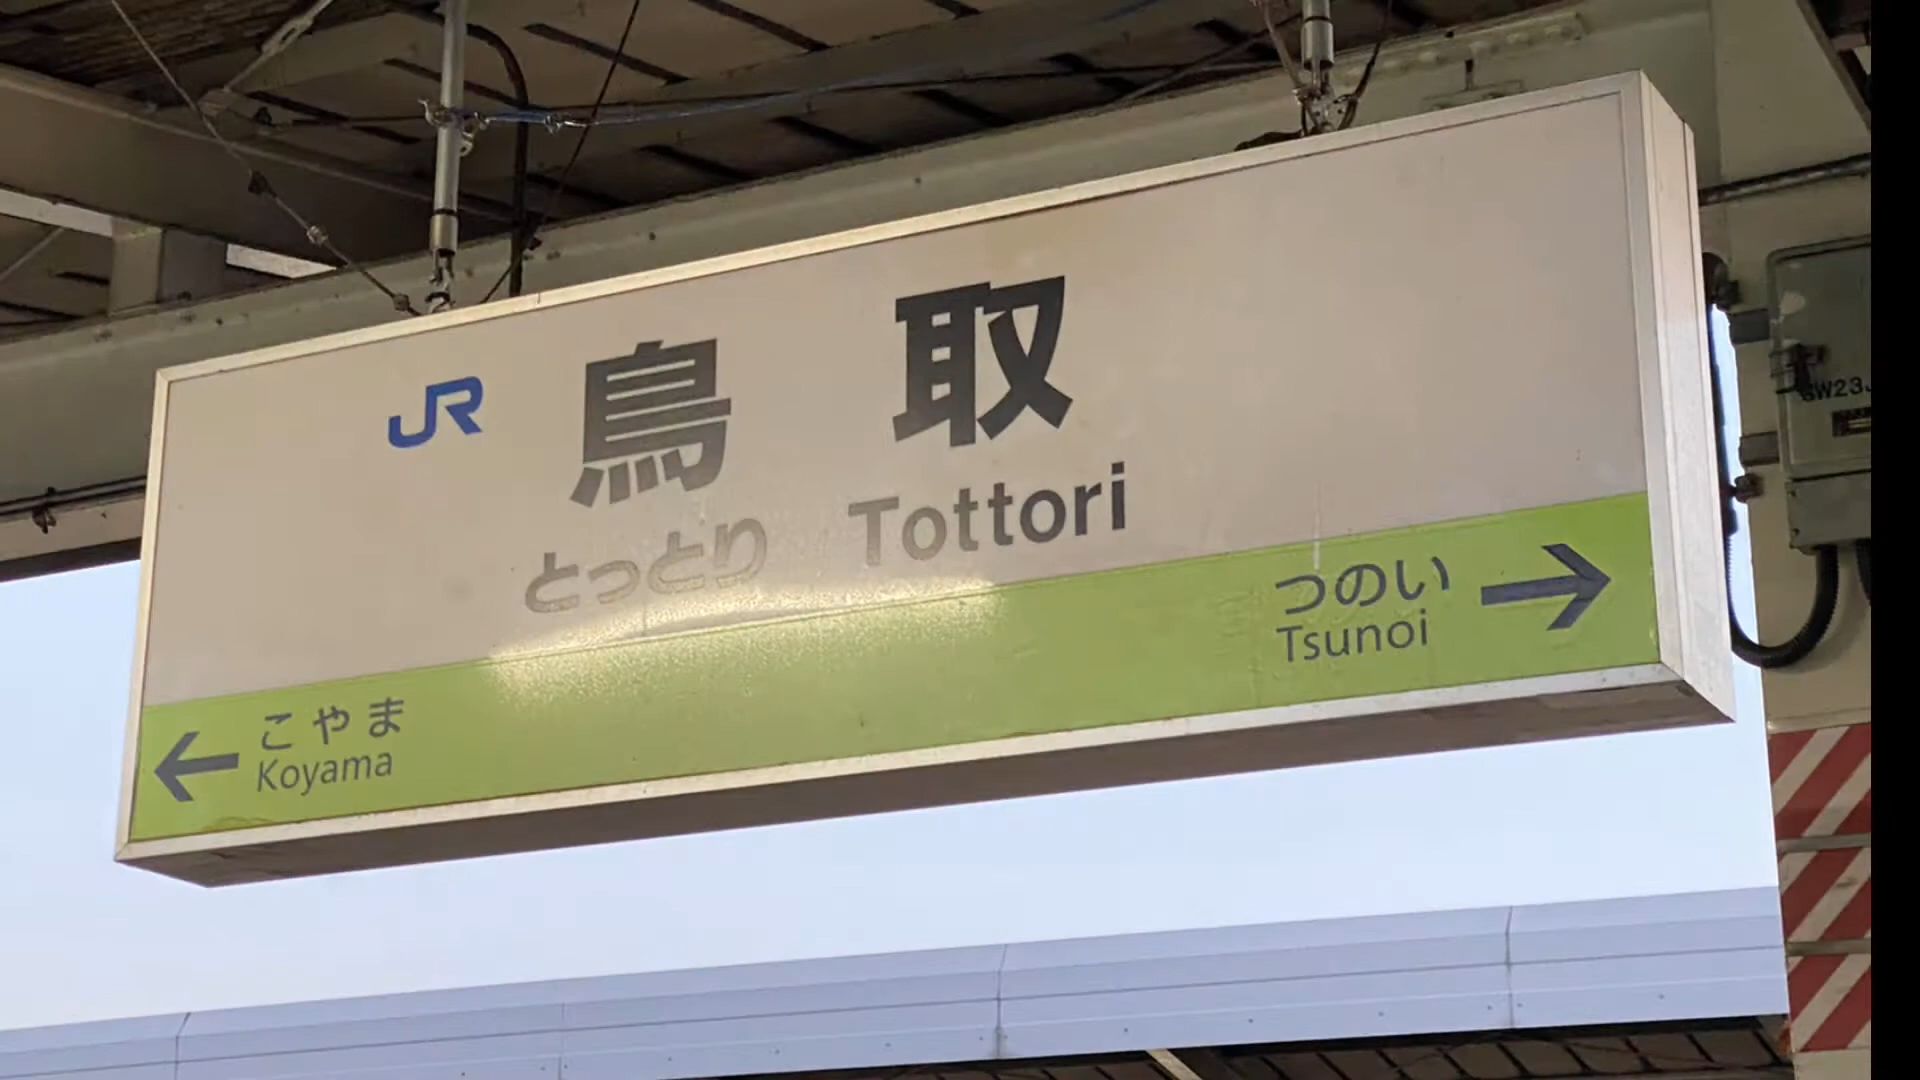 JR 鳥取
とっとり Tottori
つのい
Tsunoi
こやま
Koyama